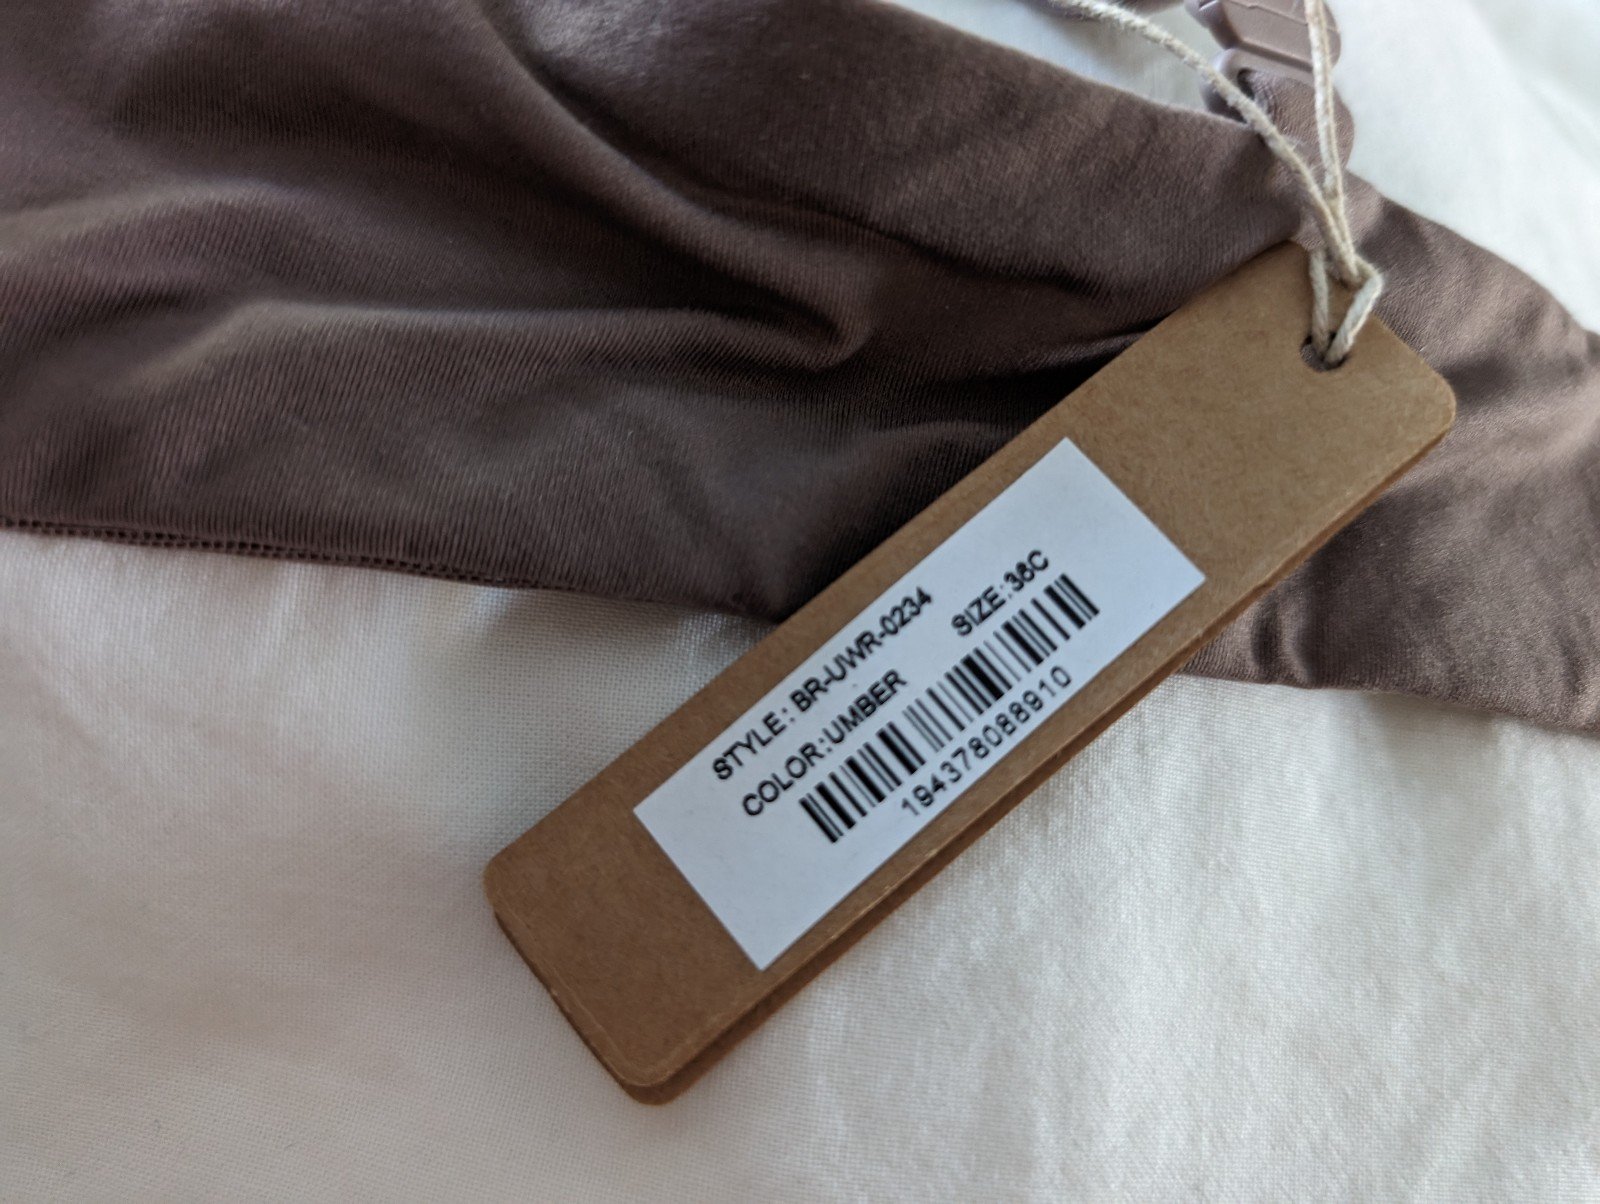 STYLE: BR-UWR-0234
COLOR:UMBER SIZE:36C
194378088910